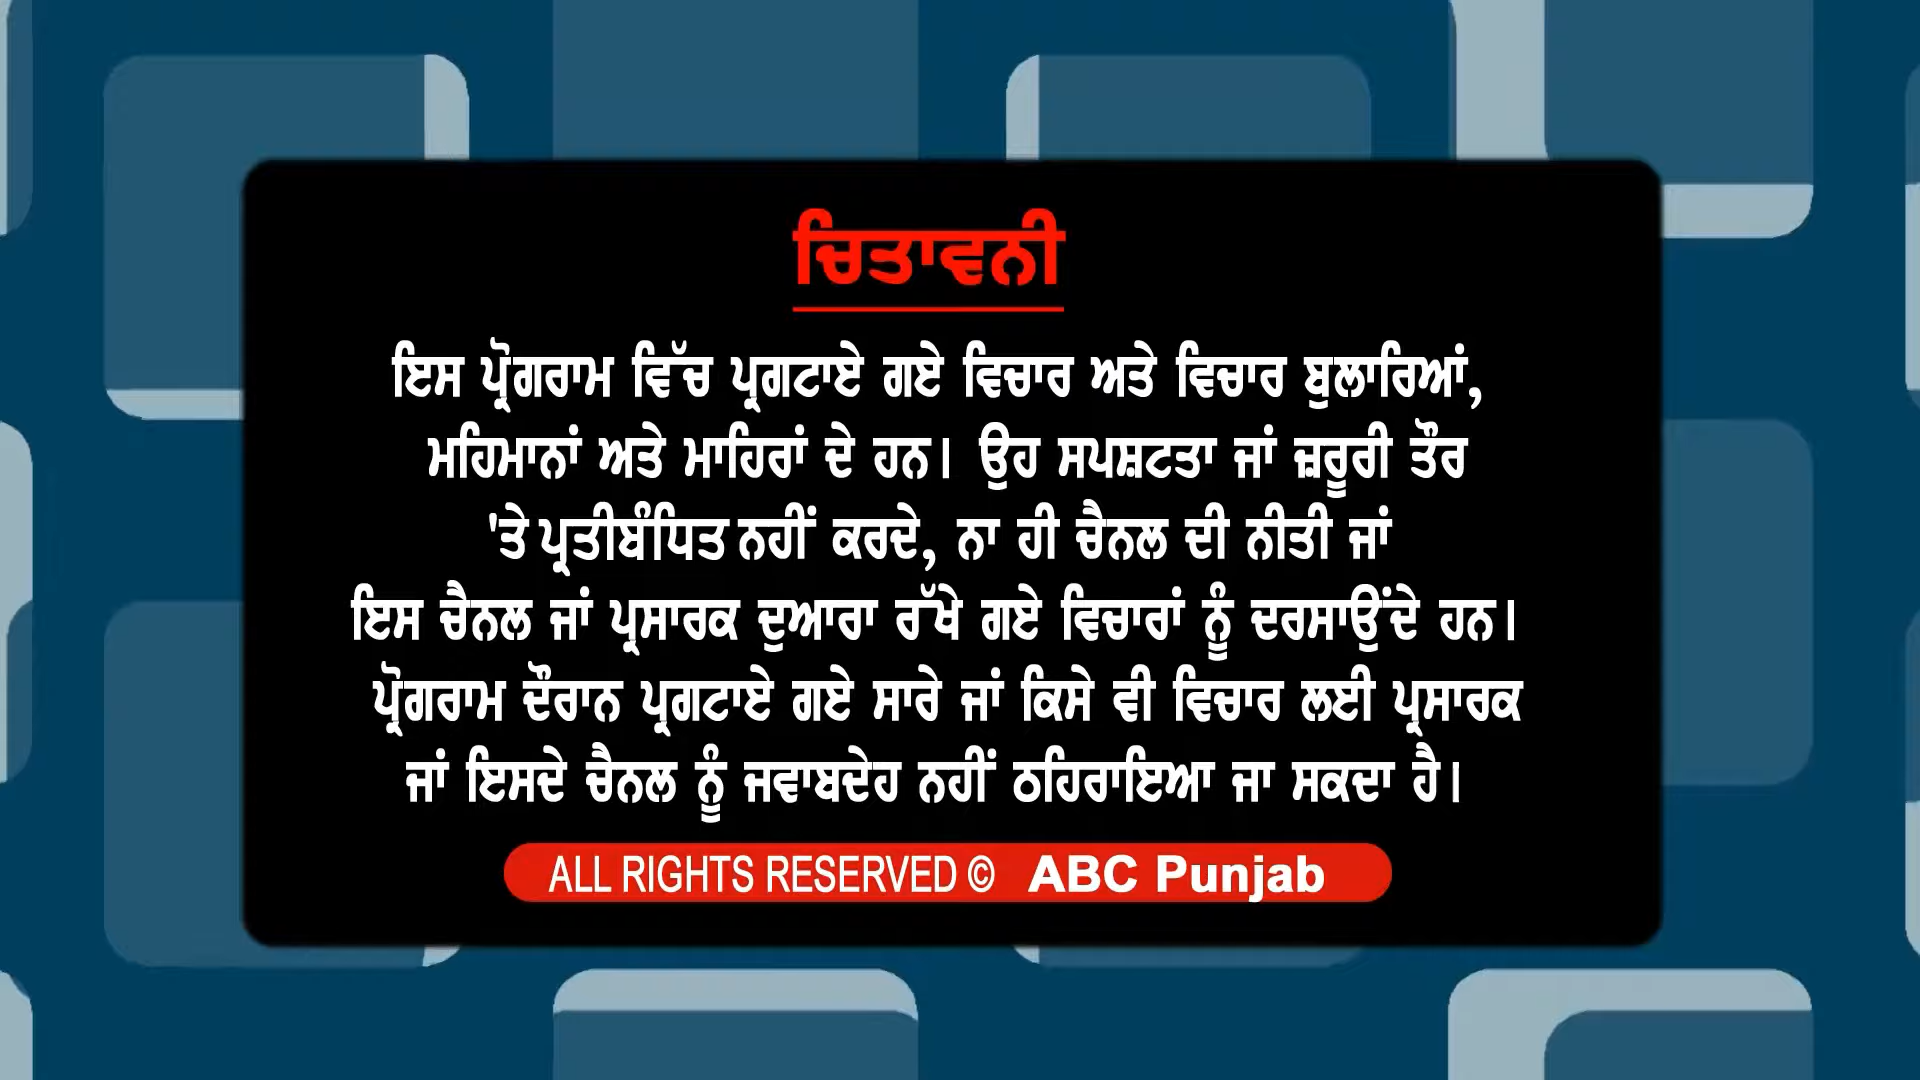 ਚਿਤਾਵਨੀ
ਇਸ ਪ੍ਰੋਗਰਾਮ ਵਿੱਚ ਪ੍ਰਗਟਾਏ ਗਏ ਵਿਚਾਰ ਅਤੇ ਵਿਚਾਰ ਬੁਲਾਰਿਆਂ,
ਮਹਿਮਾਨਾਂ ਅਤੇ ਮਾਹਿਰਾਂ ਦੇ ਹਨ। ਉਹ ਸਪਸ਼ਟਤਾ ਜਾਂ ਜ਼ਰੂਰੀ ਤੌਰ
'ਤੇ ਪ੍ਰਤੀਬੰਧਿਤ ਨਹੀਂ ਕਰਦੇ, ਨਾ ਹੀ ਚੈਨਲ ਦੀ ਨੀਤੀ ਜਾਂ
ਇਸ ਚੈਨਲ ਜਾਂ ਪ੍ਰਸਾਰਕ ਦੁਆਰਾ ਰੱਖੇ ਗਏ ਵਿਚਾਰਾਂ ਨੂੰ ਦਰਸਾਉਂਦੇ ਹਨ।
ਪ੍ਰੋਗਰਾਮ ਦੌਰਾਨ ਪ੍ਰਗਟਾਏ ਗਏ ਸਾਰੇ ਜਾਂ ਕਿਸੇ ਵੀ ਵਿਚਾਰ ਲਈ ਪ੍ਰਸਾਰਕ
ਜਾਂ ਇਸਦੇ ਚੈਨਲ ਨੂੰ ਜਵਾਬਦੇਹ ਨਹੀਂ ਠਹਿਰਾਇਆ ਜਾ ਸਕਦਾ ਹੈ।
ALL RIGHTS RESERVED © ABC Punjab